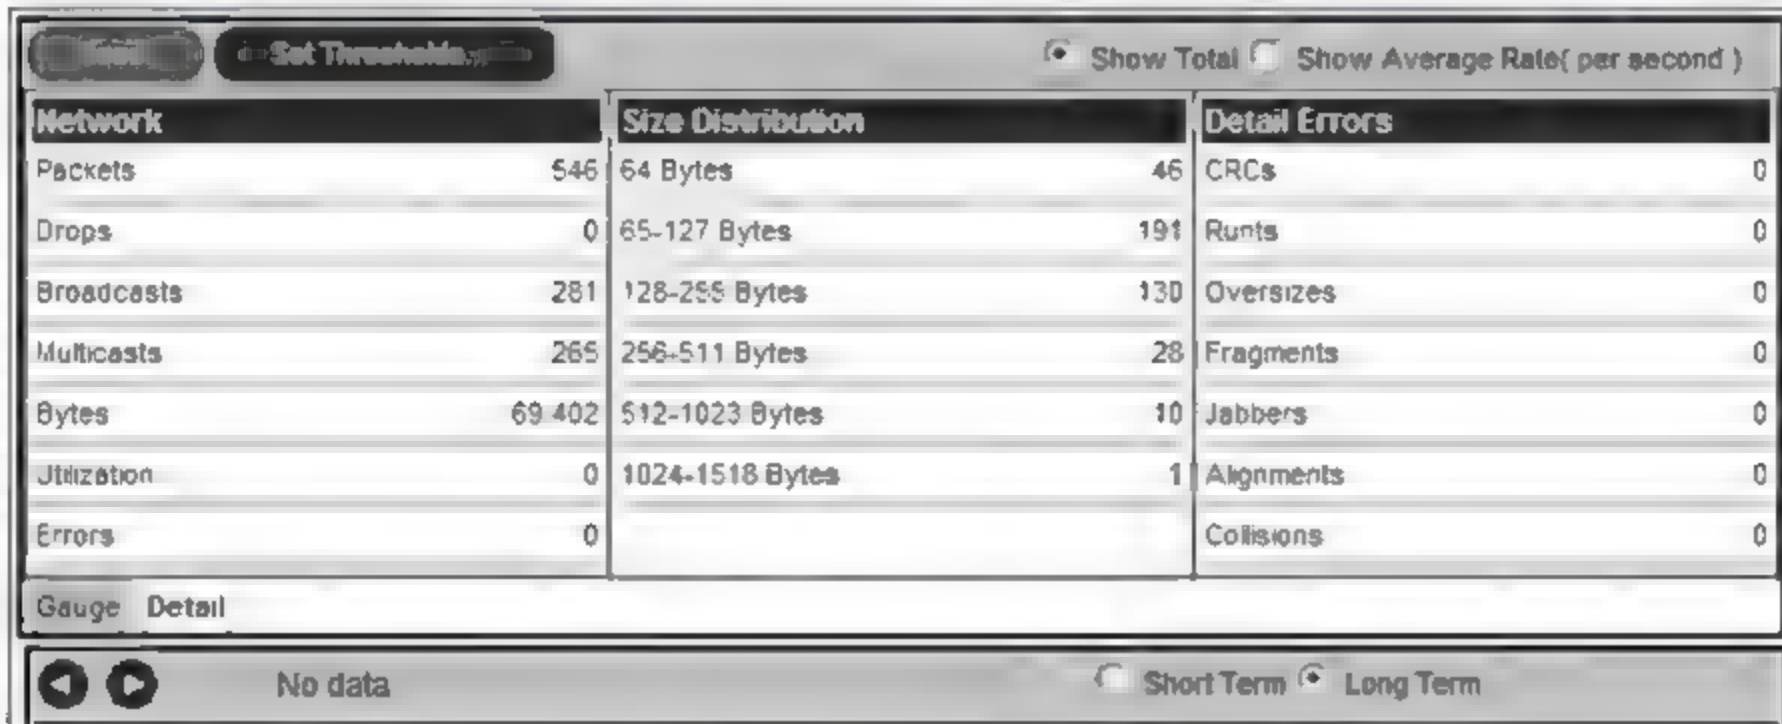 Set Thresholds... Show Total Show Average Rate( per second )
Network Size Distribution Detail Errors
Packets 546 64 Bytes 46 CRCs 0
Drops 0 65-127 Bytes 191 Runts 0
Broadcasts 281 128-255 Bytes 130 Oversizes 0
Multicasts 265 256-511 Bytes 28 Fragments 0
Bytes 69 402 512-1023 Bytes 10 Jabbers 0
Utilization 0 1024-1518 Bytes 1 Alignments 0
Errors 0 Collisions 0
Gauge Detail
No data Short Term Long Term